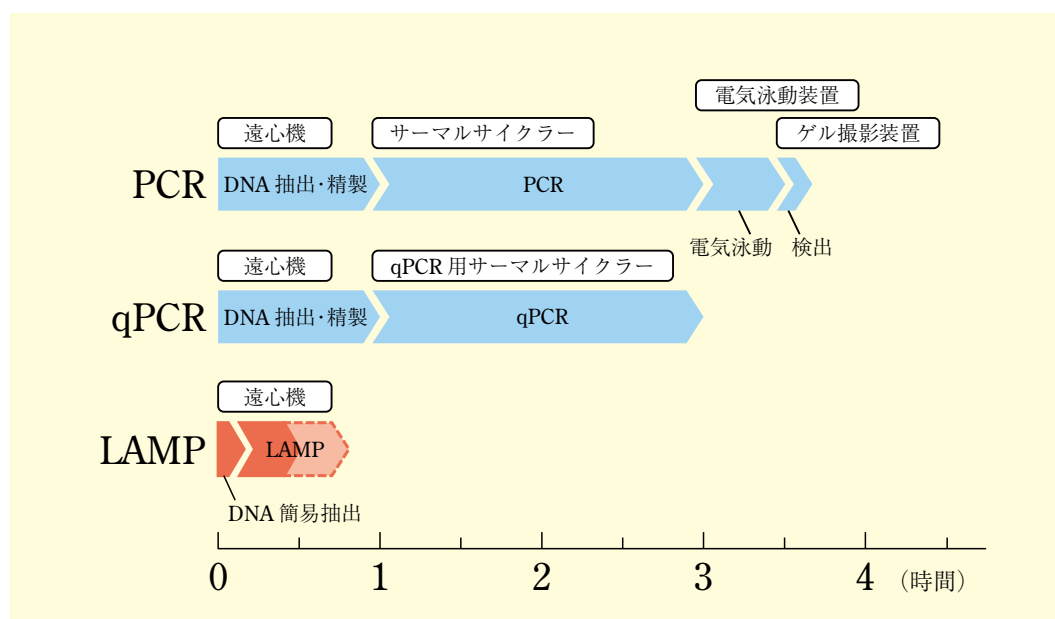 電気泳動装置
遠心機
サーマルサイクラー
ゲル撮影装置
PCR
DNA 抽出·精製
PCR
電気泳動
検出
遠心機
qPCR 用サーマルサイクラー
qPCR
DNA 抽出·精製
qPCR
遠心機
LAMP
LAMP
DNA 簡易抽出
0 1 2 3 4 (時間)